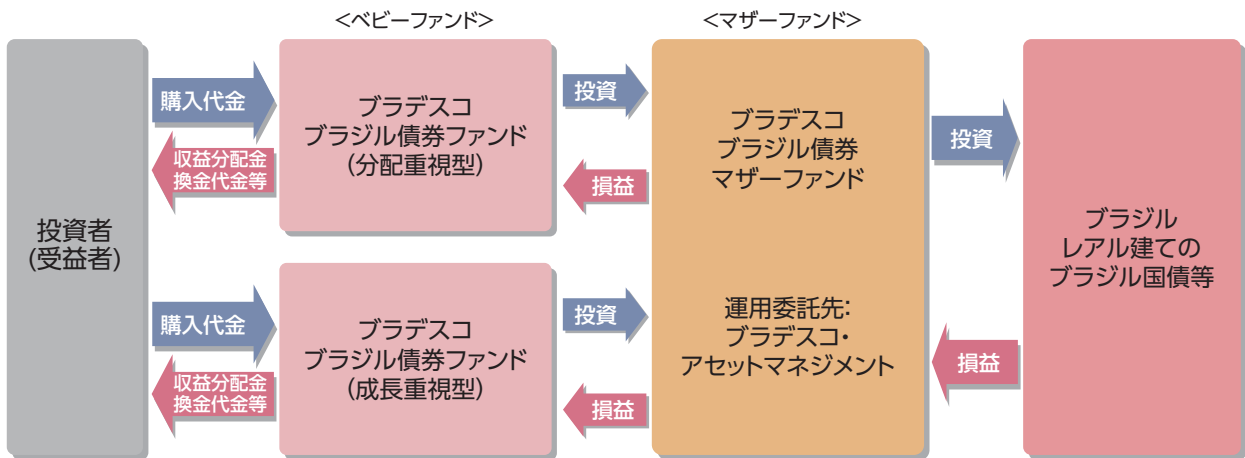 <ベビーファンド>
<マザーファンド>
投資者
(受益者)
購入代金
収益分配金
換金代金等
ブラデスコ
ブラジル債券ファンド
(分配重視型)
投資
損益
購入代金
収益分配金
換金代金等
ブラデスコ
ブラジル債券ファンド
(成長重視型)
投資
損益
ブラデスコ
ブラジル債券
マザーファンド
運用委託先:
ブラデスコ・
アセットマネジメント
投資
損益
ブラジル
レアル建ての
ブラジル国債等